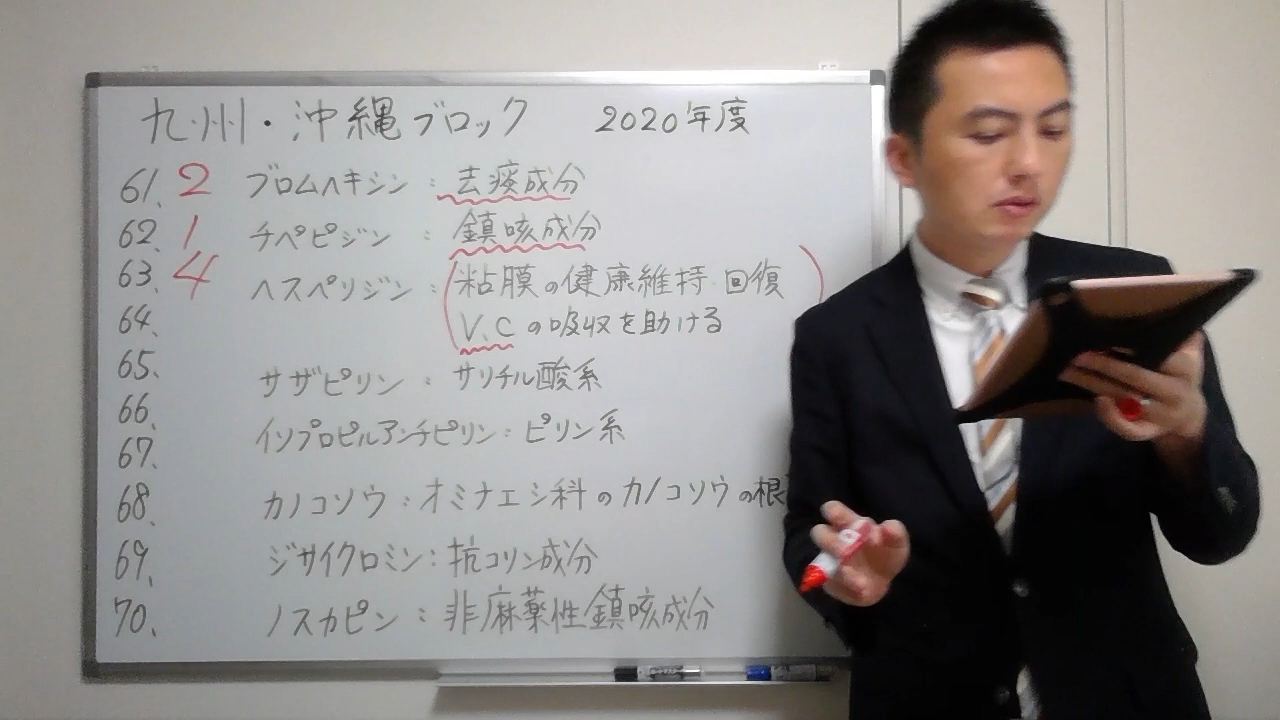 九州・沖縄ブロック 2020年度
61. 2 ブロムヘキシン：去痰成分
62. 1 チペピジン：鎮咳成分
63. 4 ヘスペリジン：(粘膜の健康維持・回復)
64. V.Cの吸収を助ける
65. サザピリン：サリチル酸系
66.
67. イソプロピルアンチピリン：ピリン系
68. カノコソウ：オミナエシ科のカノコソウの根
69. ジサイクロミン：抗コリン成分
70. ノスカピン：非麻薬性鎮咳成分